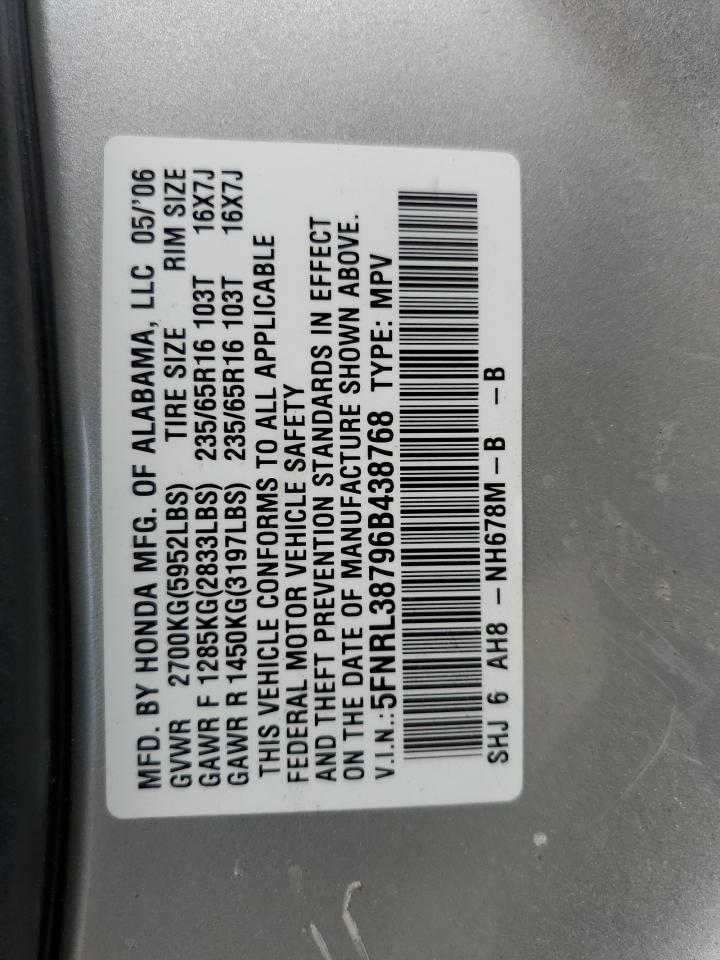 MFD. BY HONDA MFG. OF ALABAMA, LLC 05/'06
GVWR 2700KG(5952LBS) TIRE SIZE RIM SIZE
GAWR F 1285KG(2833LBS) 235/65R16 103T 16X7J
GAWR R 1450KG(3197LBS) 235/65R16 103T 16X7J
THIS VEHICLE CONFORMS TO ALL APPLICABLE
FEDERAL MOTOR VEHICLE SAFETY
AND THEFT PREVENTION STANDARDS IN EFFECT
ON THE DATE OF MANUFACTURE SHOWN ABOVE.
V.I.N.:5FNRL38796B438768 TYPE: MPV
SHJ 6 AH8 -NH678M-B -B